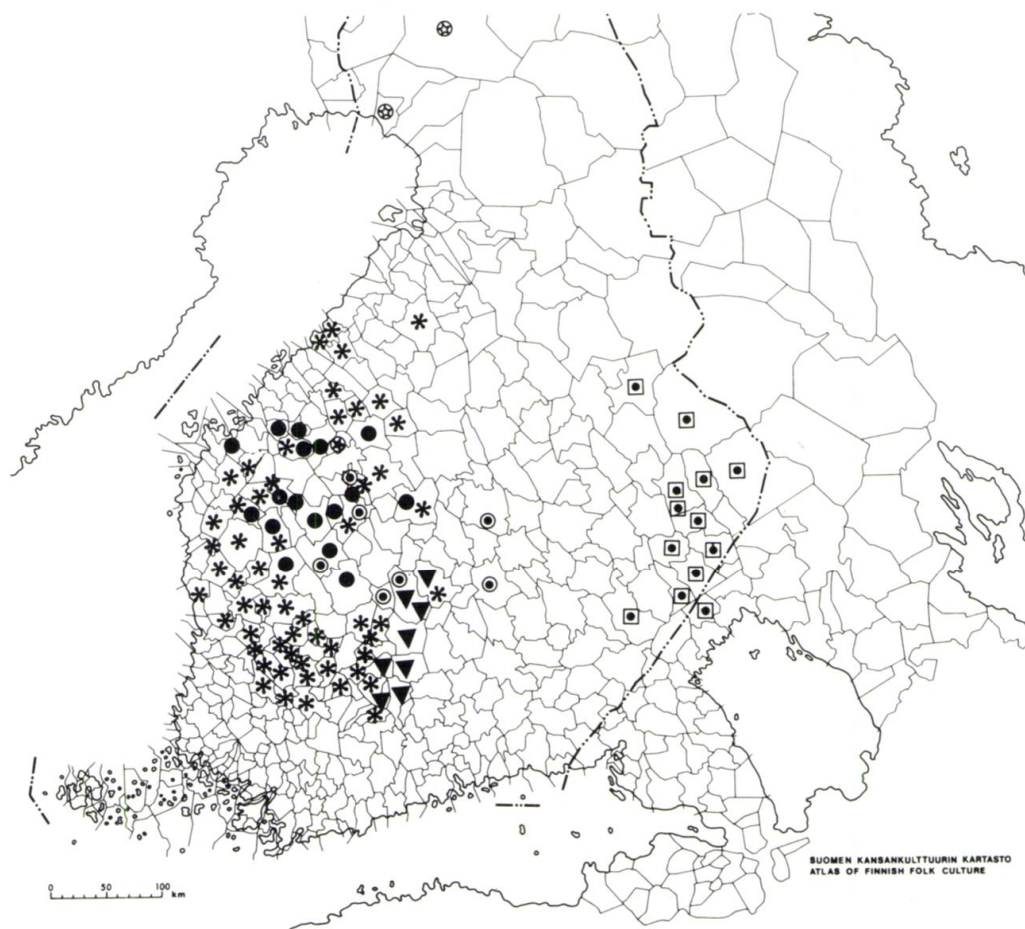 SUOMEN KANSANKULTTUURIN KARTASTO
ATLAS OF FINNISH FOLK CULTURE
0 50 100
km